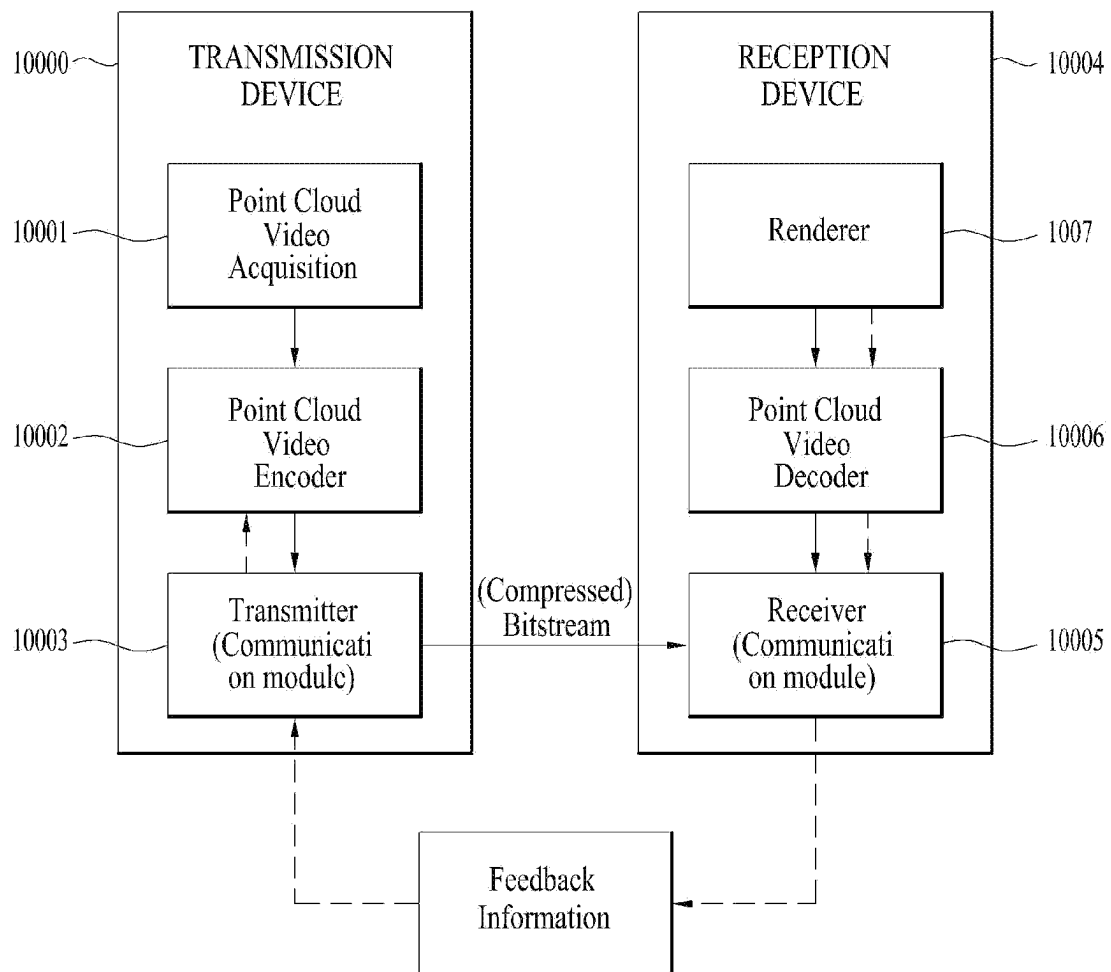 10000
TRANSMISSION
DEVICE
10001
Point Cloud
Video
Acquisition
10002
Point Cloud
Video
Encoder
10003
Transmitter
(Communicati
on module)
(Compressed)
Bitstream
RECEPTION
DEVICE
10004
Renderer
1007
Point Cloud
Video
Decoder
10006
Receiver
(Communicati
on module)
10005
Feedback
Information